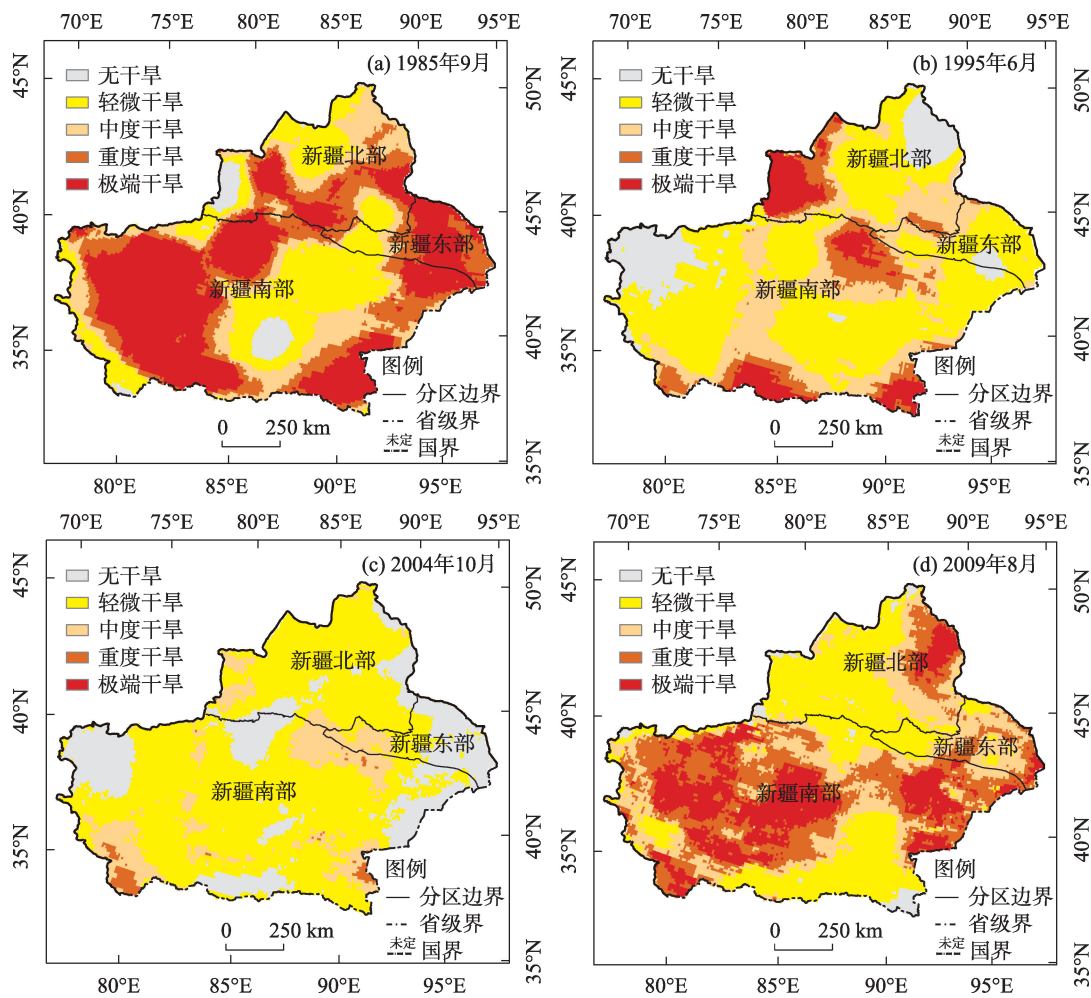 70°E 75°E 80°E 85°E 90°E 95°E
(a) 1985年9月
无干旱
轻微干旱
中度干旱
重度干旱
极端干旱
新疆北部
新疆东部
新疆南部
图例
分区边界
省级界
未定 国界
0 250 km
45°N
40°N
35°N
50°N
45°N
40°N
35°N
80°E 85°E 90°E 95°E
70°E 75°E 80°E 85°E 90°E 95°E
(b) 1995年6月
无干旱
轻微干旱
中度干旱
重度干旱
极端干旱
新疆北部
新疆东部
新疆南部
图例
分区边界
省级界
未定 国界
0 250 km
45°N
40°N
35°N
50°N
45°N
40°N
35°N
80°E 85°E 90°E 95°E
70°E 75°E 80°E 85°E 90°E 95°E
(c) 2004年10月
无干旱
轻微干旱
中度干旱
重度干旱
极端干旱
新疆北部
新疆东部
新疆南部
图例
分区边界
省级界
未定 国界
0 250 km
45°N
40°N
35°N
50°N
45°N
40°N
35°N
80°E 85°E 90°E 95°E
70°E 75°E 80°E 85°E 90°E 95°E
(d) 2009年8月
无干旱
轻微干旱
中度干旱
重度干旱
极端干旱
新疆北部
新疆东部
新疆南部
图例
分区边界
省级界
未定 国界
0 250 km
45°N
40°N
35°N
50°N
45°N
40°N
35°N
80°E 85°E 90°E 95°E